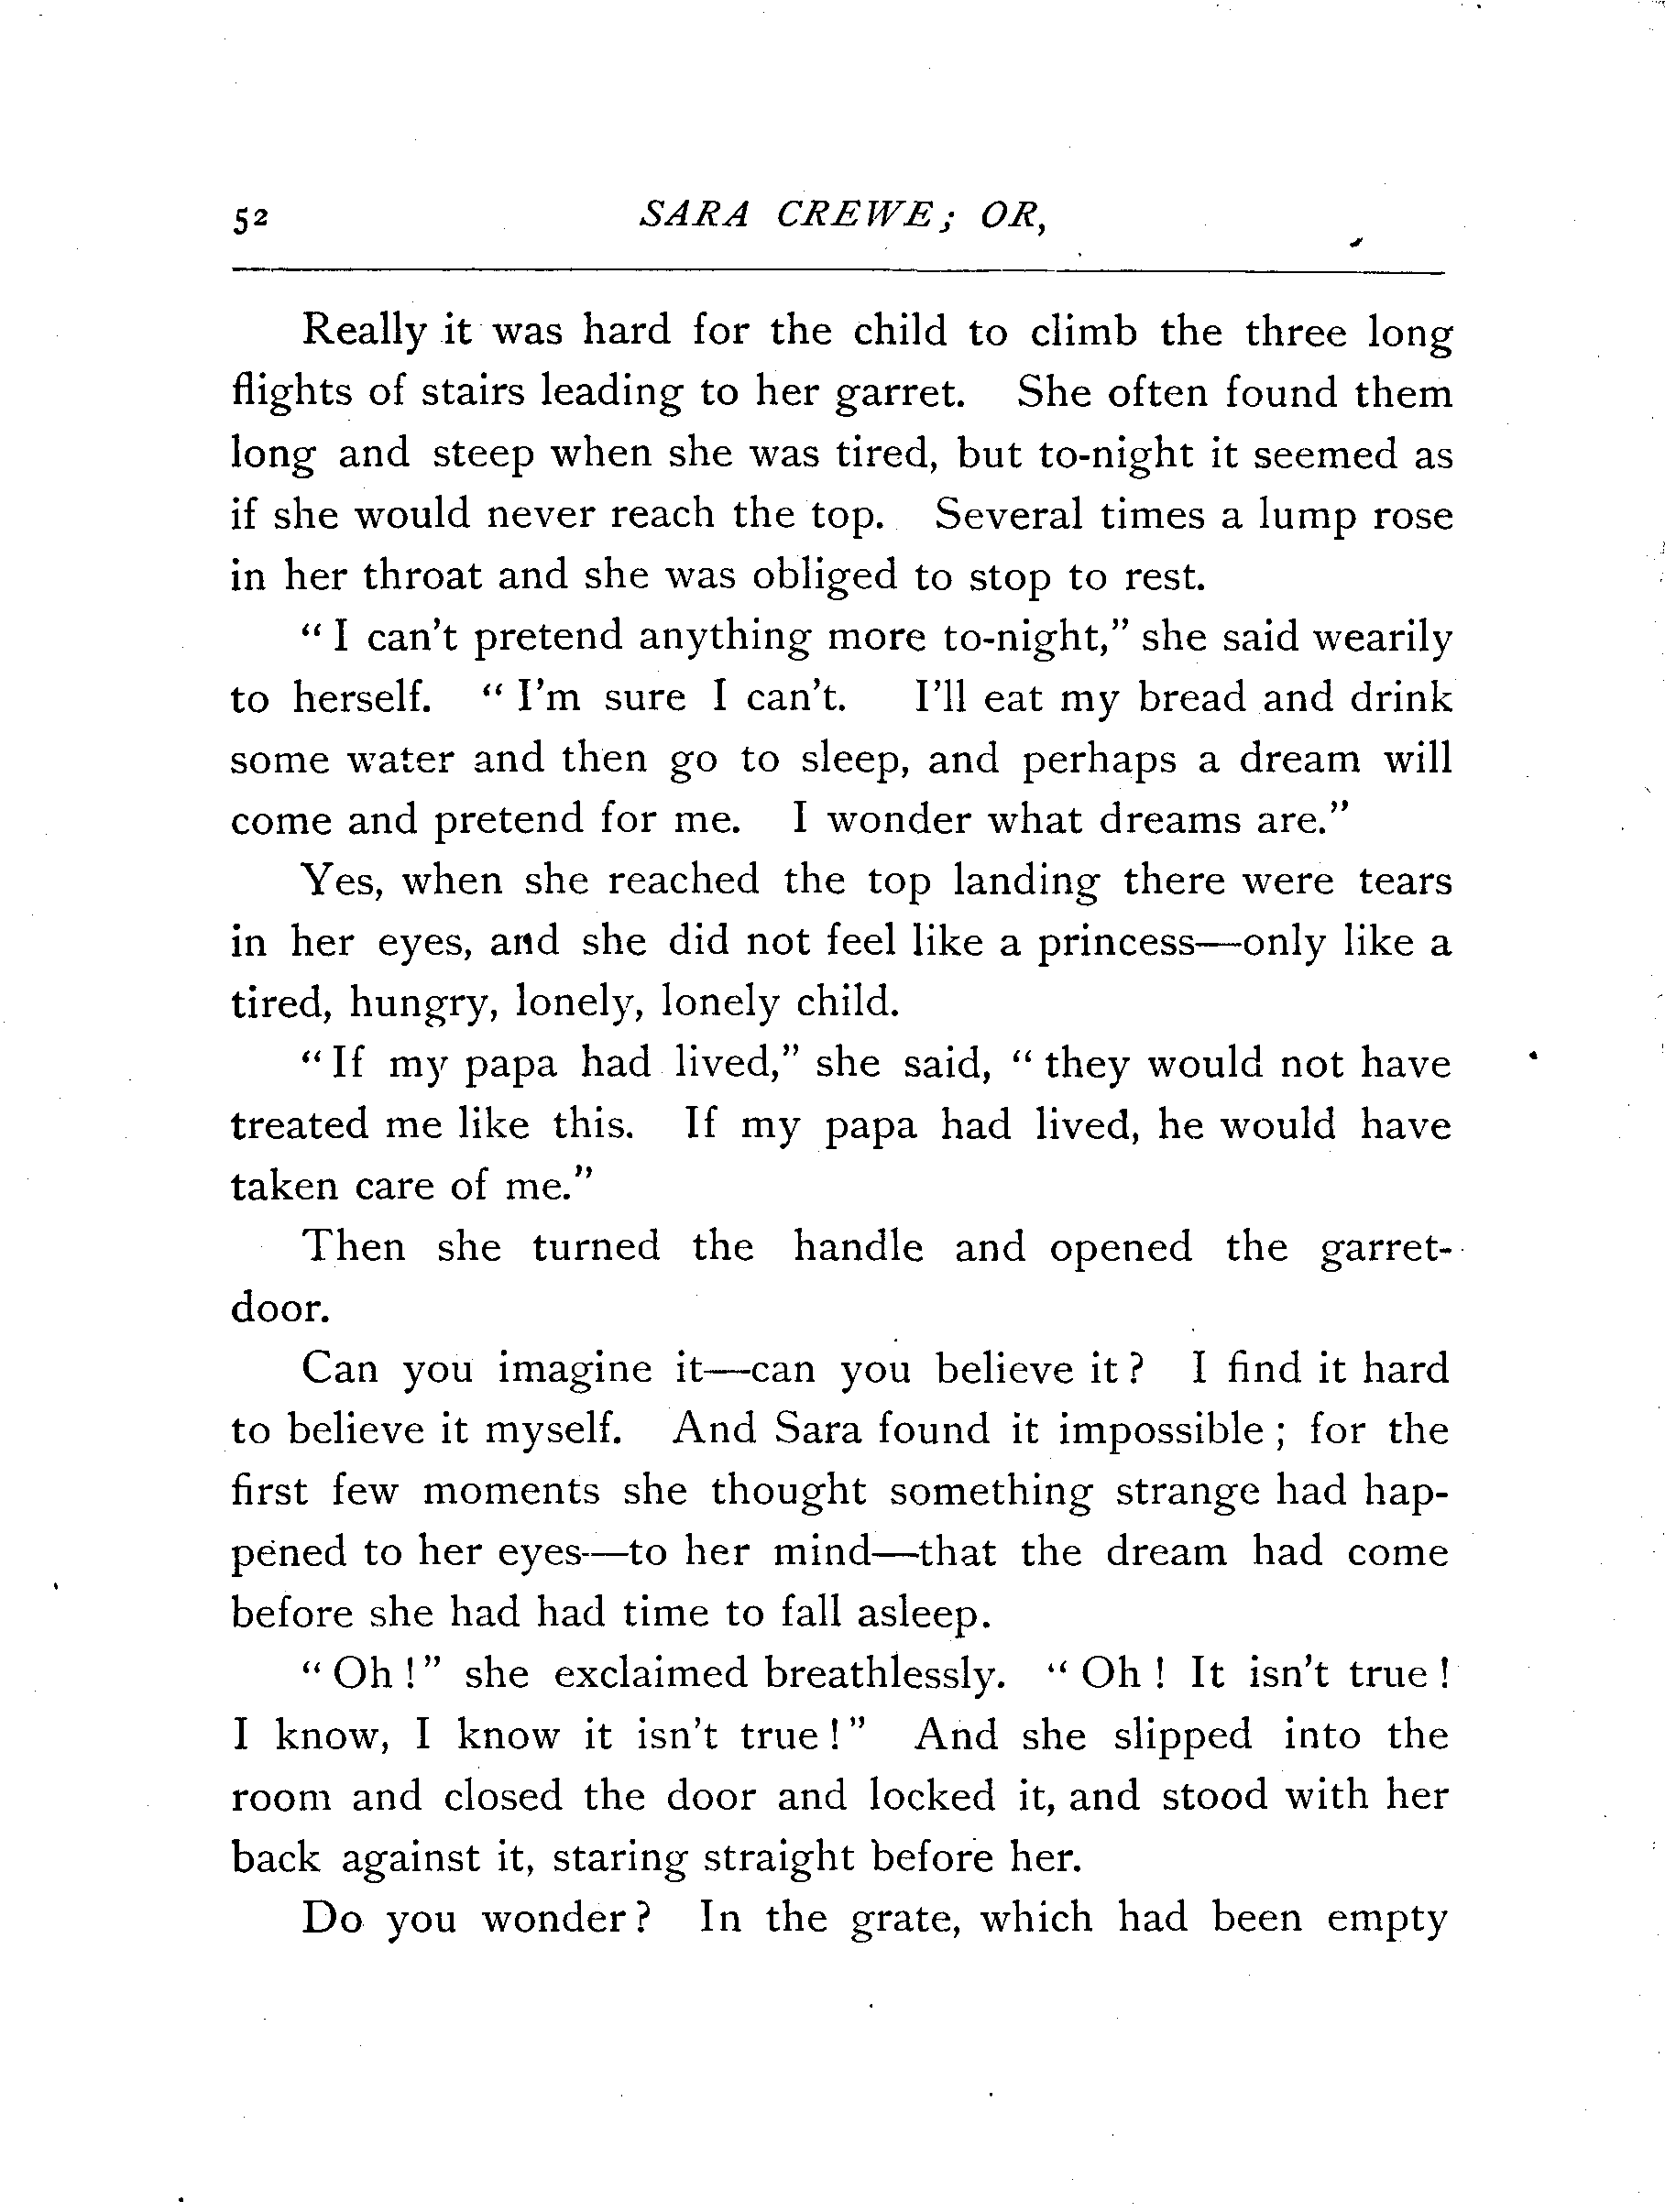 52 SARA CREWE; OR,
Really it was hard for the child to climb the three long
flights of stairs leading to her garret. She often found them
long and steep when she was tired, but to-night it seemed as
if she would never reach the top. Several times a lump rose
in her throat and she was obliged to stop to rest.
"I can't pretend anything more to-night," she said wearily
to herself. "I'm sure I can't. I'll eat my bread and drink
some water and then go to sleep, and perhaps a dream will
come and pretend for me. I wonder what dreams are."
Yes, when she reached the top landing there were tears
in her eyes, and she did not feel like a princess—only like a
tired, hungry, lonely, lonely child.
"If my papa had lived," she said, "they would not have
treated me like this. If my papa had lived, he would have
taken care of me."
Then she turned the handle and opened the garret-
door.
Can you imagine it—can you believe it? I find it hard
to believe it myself. And Sara found it impossible; for the
first few moments she thought something strange had hap-
pened to her eyes—to her mind—that the dream had come
before she had had time to fall asleep.
"Oh!" she exclaimed breathlessly. "Oh! It isn't true!
I know, I know it isn't true!" And she slipped into the
room and closed the door and locked it, and stood with her
back against it, staring straight before her.
Do you wonder? In the grate, which had been empty